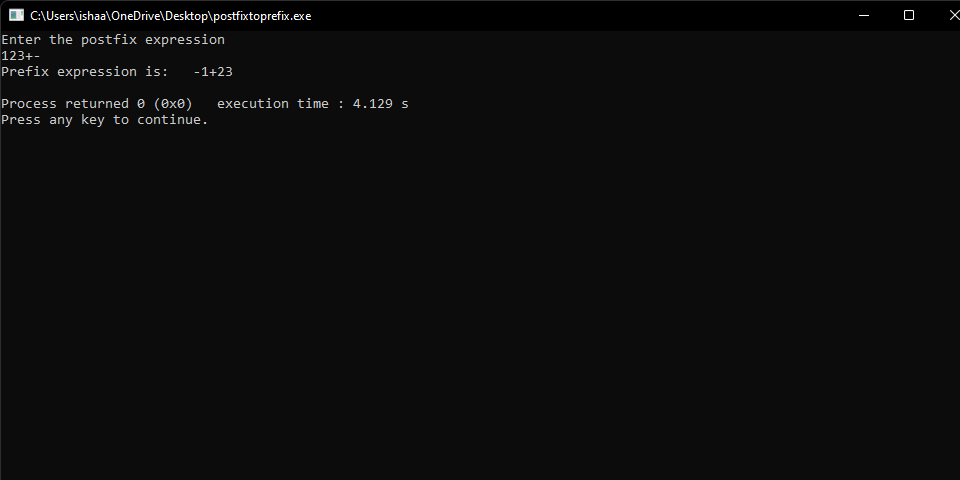 C:\Users\ishaa\OneDrive\Desktop\postfixtoprefix.exe
Enter the postfix expression
123+-
Prefix expression is:   -1+23
Process returned 0 (0x0)   execution time : 4.129 s
Press any key to continue.